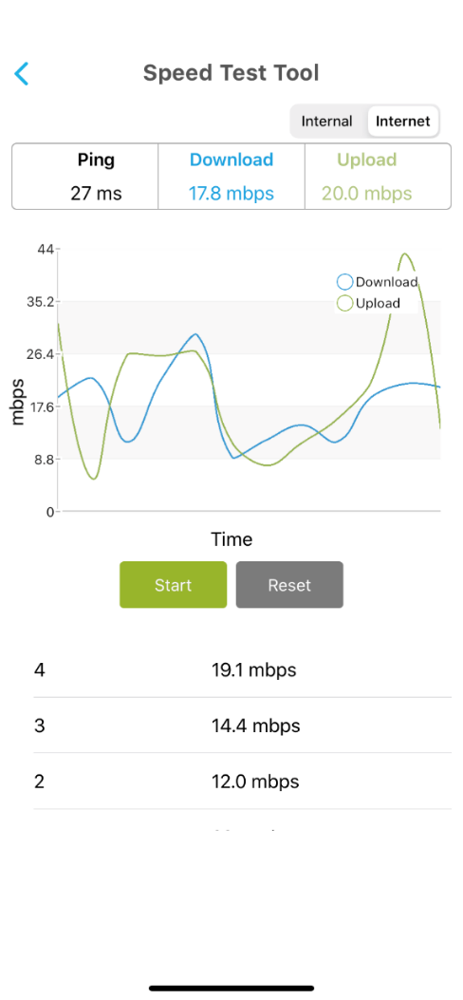 Speed Test Tool
Internal Internet
Ping Download Upload
27 ms 17.8 mbps 20.0 mbps
44
Download
35.2
Upload
26.4
mbps
17.6
8.8
0
Time
Start Reset
4 19.1 mbps
3 14.4 mbps
2 12.0 mbps